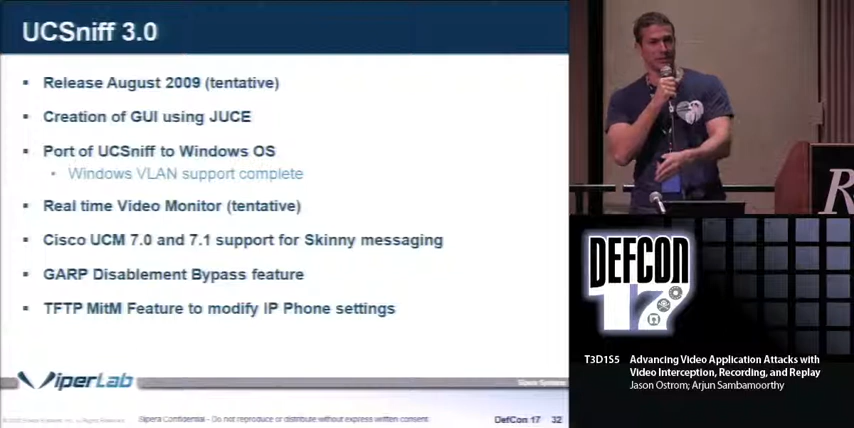 UCSniff 3.0
Release August 2009 (tentative)
Creation of GUI using JUCE
Port of UCSniff to Windows OS
Windows VLAN support complete
Real time Video Monitor (tentative)
Cisco UCM 7.0 and 7.1 support for Skinny messaging
GARP Disablement Bypass feature
TFTP MitM Feature to modify IP Phone settings
ViperLab
Sipera Systems
Sipera Confidential - Do not reproduce or distribute without express written consent.
DefCon 17 32
R
DEFCON
17
T3D1S5 Advancing Video Application Attacks with
Video Interception, Recording, and Replay
Jason Ostrom; Arjun Sambamoorthy